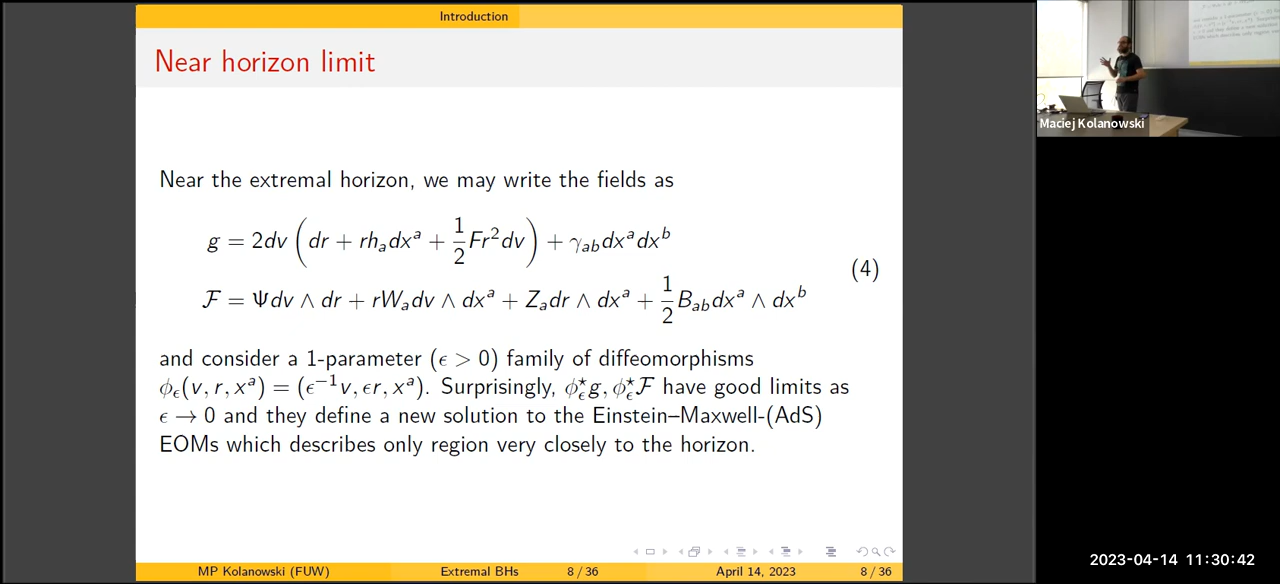 Introduction
Near horizon limit
Near the extremal horizon, we may write the fields as
g = 2dv (dr + rh_a dx^a + 1/2 Fr^2 dv) + γ_ab dx^a dx^b
(4)
ℱ = Ψdv ∧ dr + rW_a dv ∧ dx^a + Z_a dr ∧ dx^a + 1/2 B_ab dx^a ∧ dx^b
and consider a 1-parameter (ϵ > 0) family of diffeomorphisms
ϕ_ϵ(v, r, x^a) = (ϵ^{-1}v, ϵr, x^a). Surprisingly, ϕ_ϵ^⋆g, ϕ_ϵ^⋆ℱ have good limits as
ϵ → 0 and they define a new solution to the Einstein–Maxwell-(AdS)
EOMs which describes only region very closely to the horizon.
MP Kolanowski (FUW) Extremal BHs 8 / 36 April 14, 2023 8 / 36
Maciej Kolanowski
2023-04-14 11:30:42